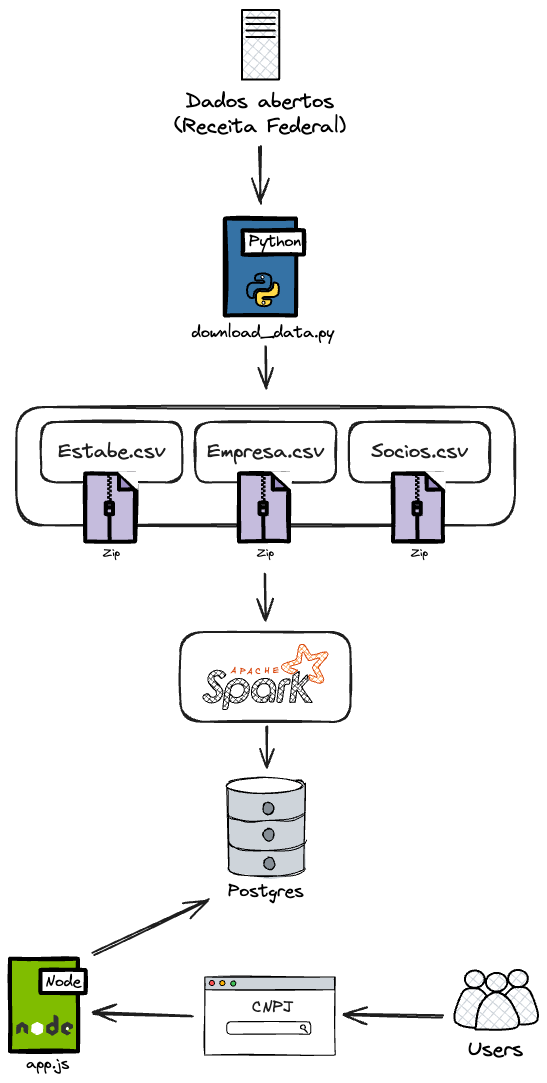 Dados abertos
(Receita Federal)
Python
download_data.py
Estabe.csv
Empresa.csv
Socios.csv
Zip
Zip
Zip
APACHE
Spark
Postgres
Node
node
app.js
CNPJ
Users